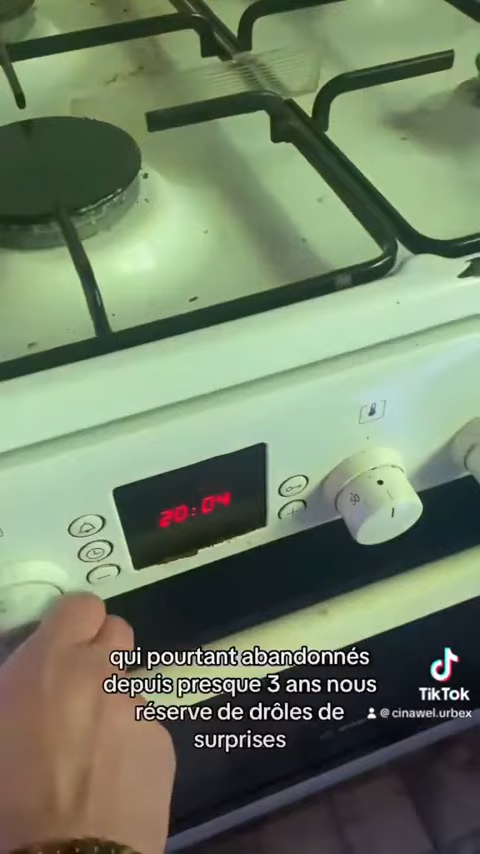 20:04
qui pourtant abandonnés
depuis presque 3 ans nous
réserve de drôles de
surprises
TikTok
@cinawel.urbex